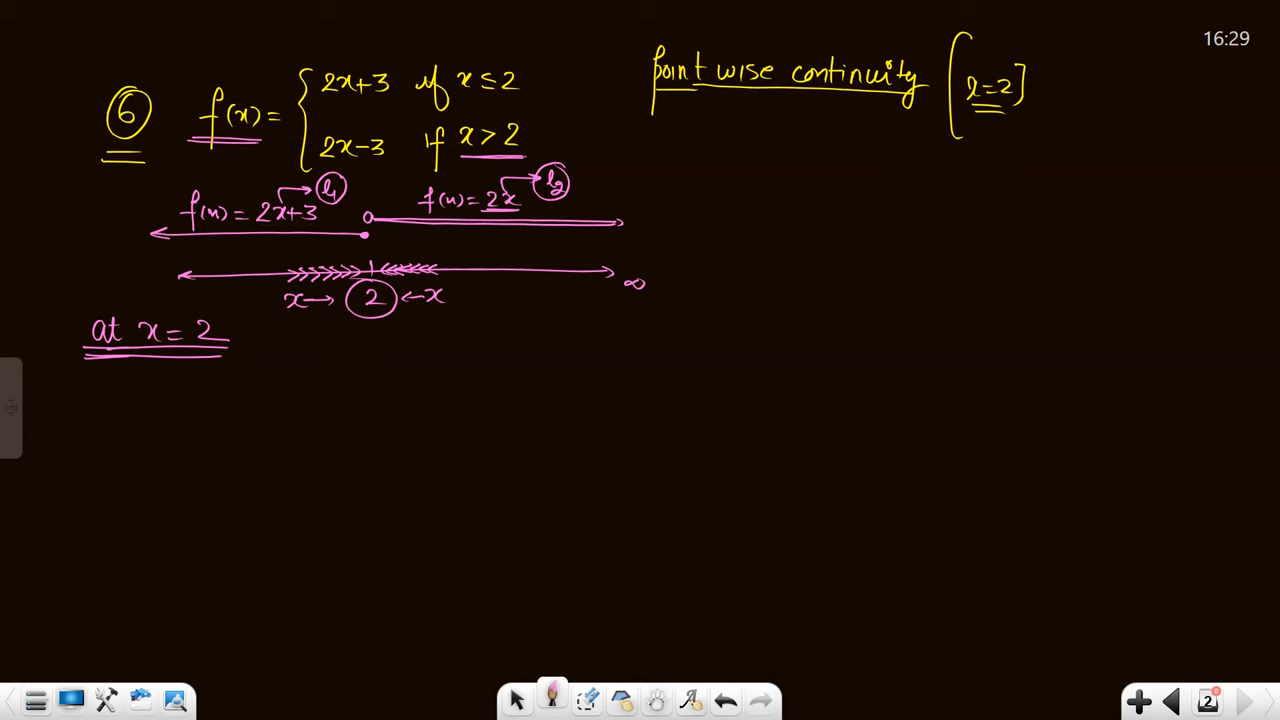 16:29
point wise continuity [x=2]
⑥ f(x) = { 2x+3 if x ≤ 2
2x-3 if x > 2
f(x) = 2x+3 → l1
f(x) = 2x → l2
∞
x→ 2 ←x
at x = 2
2